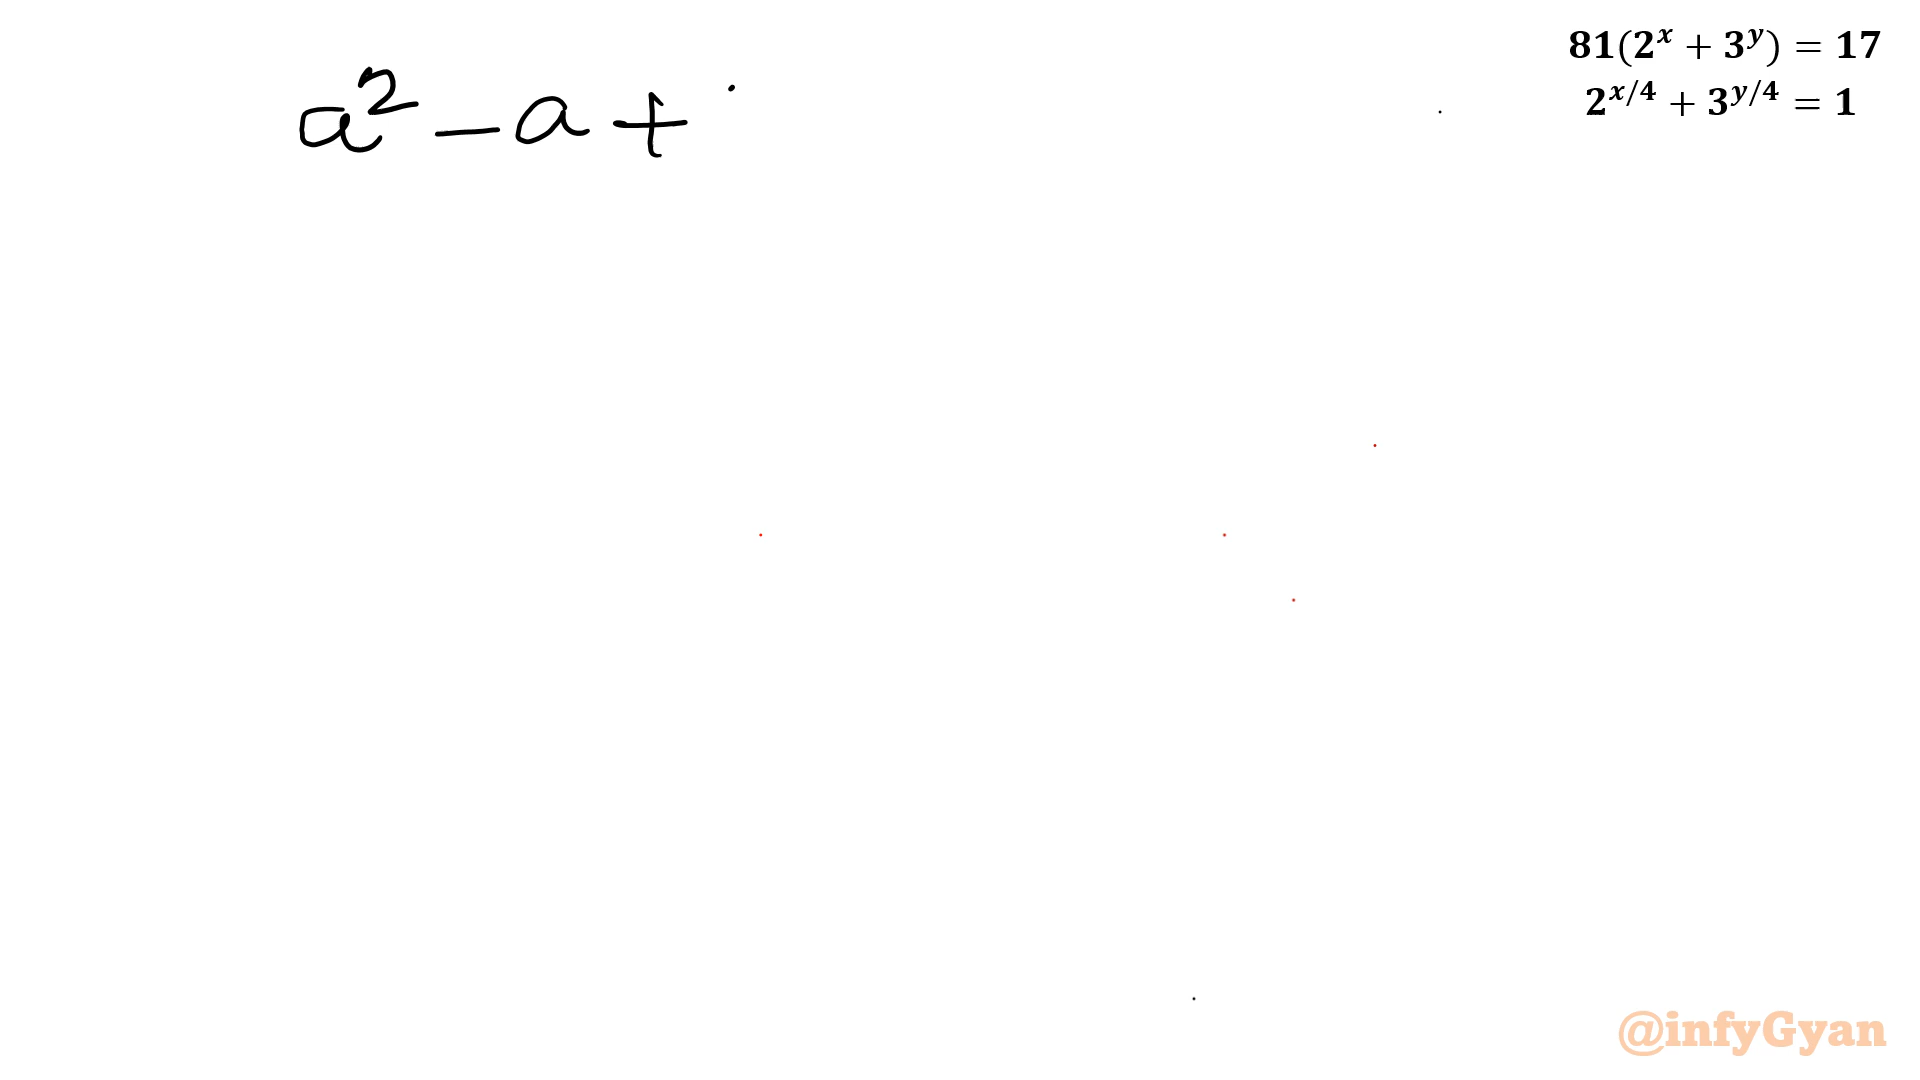 81(2^x + 3^y) = 17
2^{x/4} + 3^{y/4} = 1
a² - a +
@infyGyan